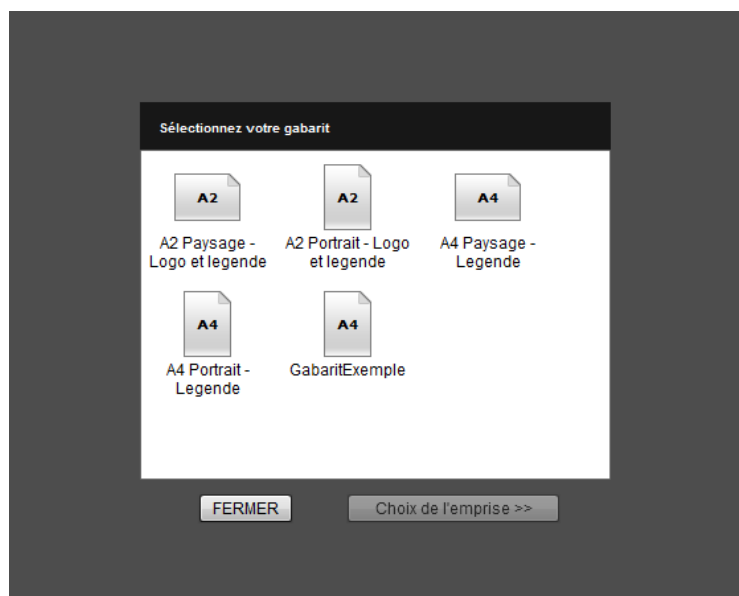 Sélectionnez votre gabarit
A2
A2
A4
A2 Paysage -
Logo et legende
A2 Portrait - Logo
et legende
A4 Paysage -
Legende
A4
A4
A4 Portrait -
Legende
GabaritExemple
FERMER
Choix de l'emprise >>